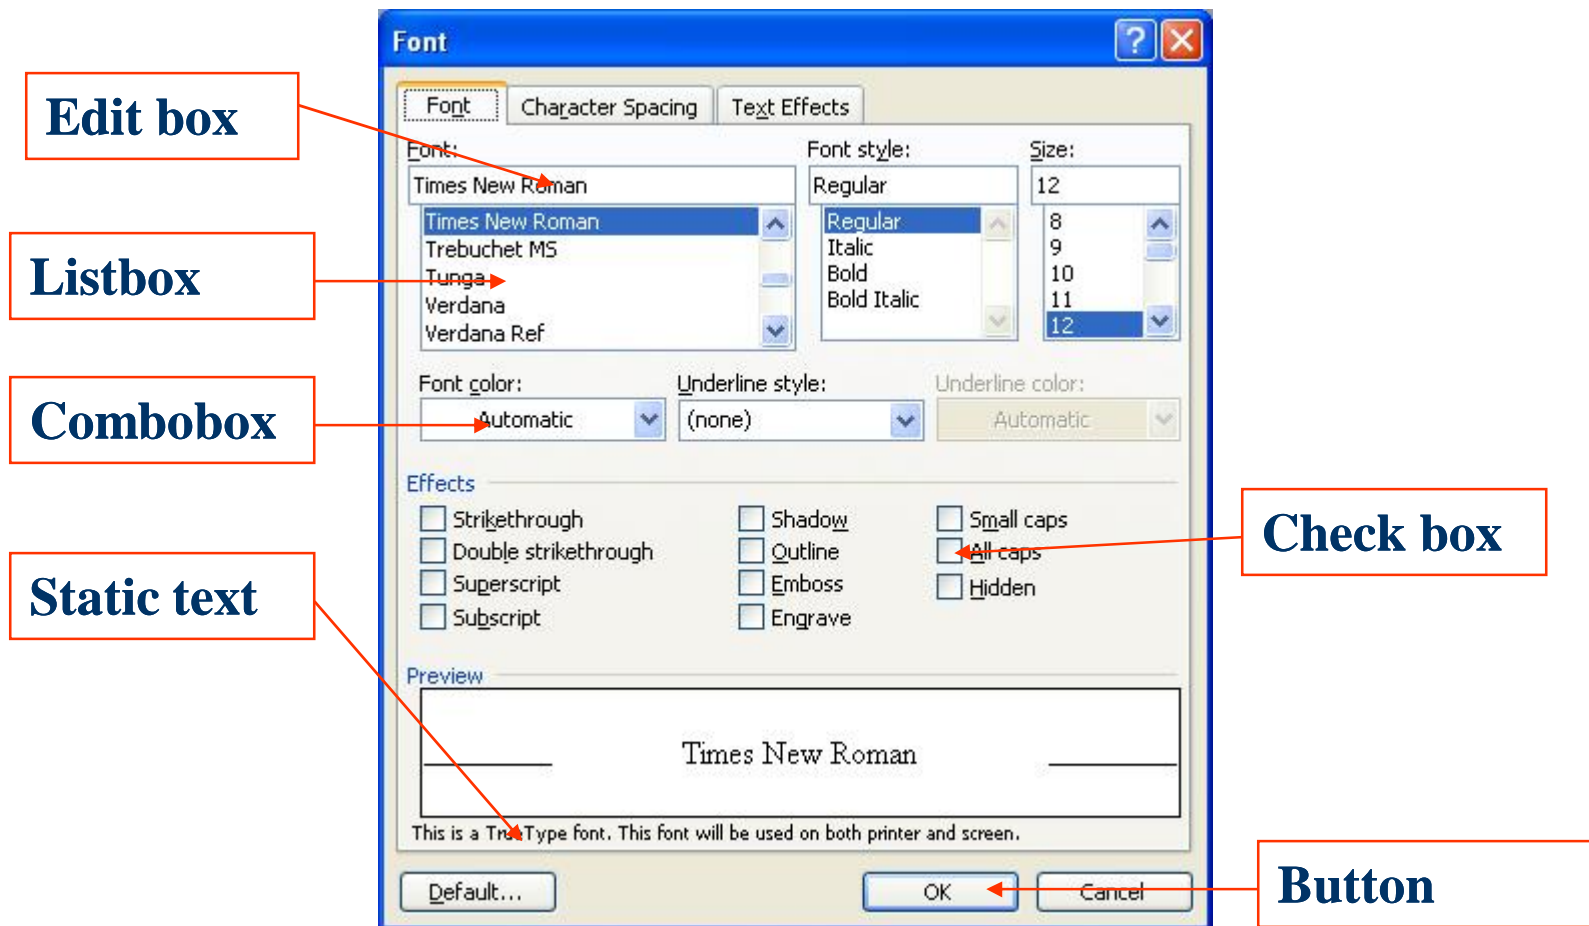 Font
Edit box
Font
Character Spacing
Text Effects
Font:
Font style:
Size:
Times New Roman
Regular
12
Times New Roman
Trebuchet MS
Tunga
Verdana
Verdana Ref
Regular
Italic
Bold
Bold Italic
8
9
10
11
12
Listbox
Font color:
Underline style:
Underline color:
Automatic
(none)
Automatic
Combobox
Effects
Strikethrough
Double strikethrough
Superscript
Subscript
Shadow
Outline
Emboss
Engrave
Small caps
All caps
Hidden
Check box
Static text
Preview
Times New Roman
This is a TrueType font. This font will be used on both printer and screen.
Default...
OK
Cancel
Button